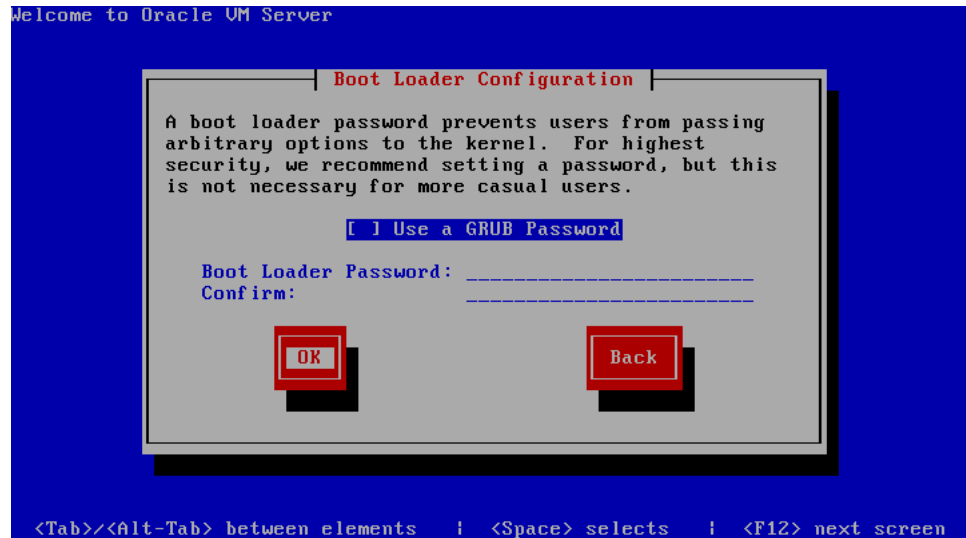 Welcome to Oracle VM Server
Boot Loader Configuration
A boot loader password prevents users from passing
arbitrary options to the kernel.  For highest
security, we recommend setting a password, but this
is not necessary for more casual users.
[ ] Use a GRUB Password
Boot Loader Password: ________________________
Confirm: ________________________
OK Back
<Tab>/<Alt-Tab> between elements   |  <Space> selects   |  <F12> next screen